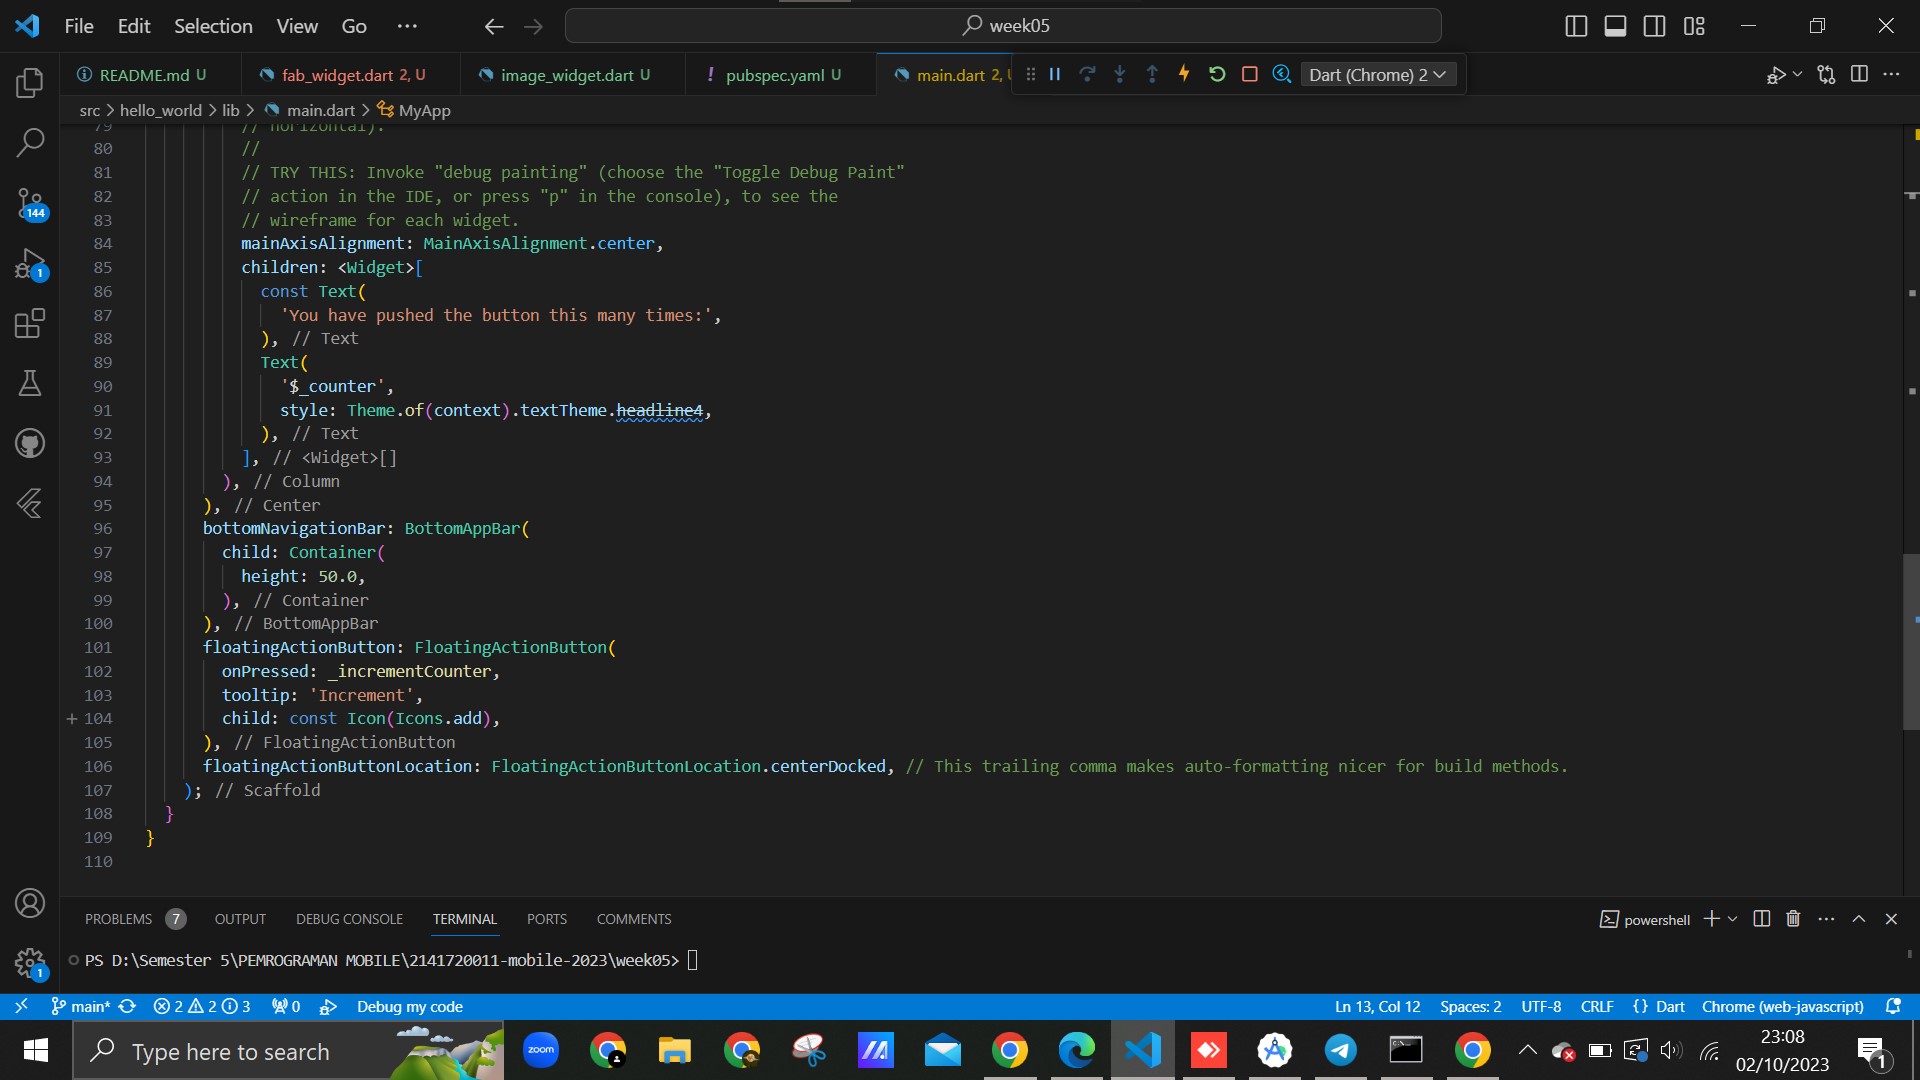 File Edit Selection View Go ··· week05
README.md U fab_widget.dart 2, U image_widget.dart U ! pubspec.yaml U main.dart 2, U Dart (Chrome) 2
src > hello_world > lib > main.dart > MyApp
79 // horizontal).
80 //
81 // TRY THIS: Invoke "debug painting" (choose the "Toggle Debug Paint"
82 // action in the IDE, or press "p" in the console), to see the
83 // wireframe for each widget.
84 mainAxisAlignment: MainAxisAlignment.center,
85 children: <Widget>[
86 const Text(
87 'You have pushed the button this many times:',
88 ), // Text
89 Text(
90 '$_counter',
91 style: Theme.of(context).textTheme.headline4,
92 ), // Text
93 ], // <Widget>[]
94 ), // Column
95 ), // Center
96 bottomNavigationBar: BottomAppBar(
97 child: Container(
98 height: 50.0,
99 ), // Container
100 ), // BottomAppBar
101 floatingActionButton: FloatingActionButton(
102 onPressed: _incrementCounter,
103 tooltip: 'Increment',
104 child: const Icon(Icons.add),
105 ), // FloatingActionButton
106 floatingActionButtonLocation: FloatingActionButtonLocation.centerDocked, // This trailing comma makes auto-formatting nicer for build methods.
107 ); // Scaffold
108 }
109 }
110
144
1
1
PROBLEMS 7 OUTPUT DEBUG CONSOLE TERMINAL PORTS COMMENTS powershell
PS D:\Semester 5\PEMROGRAMAN MOBILE\2141720011-mobile-2023\week05>
main* 2 2 3 0 Debug my code Ln 13, Col 12 Spaces: 2 UTF-8 CRLF {} Dart Chrome (web-javascript)
Type here to search zoom 23:08
02/10/2023 1